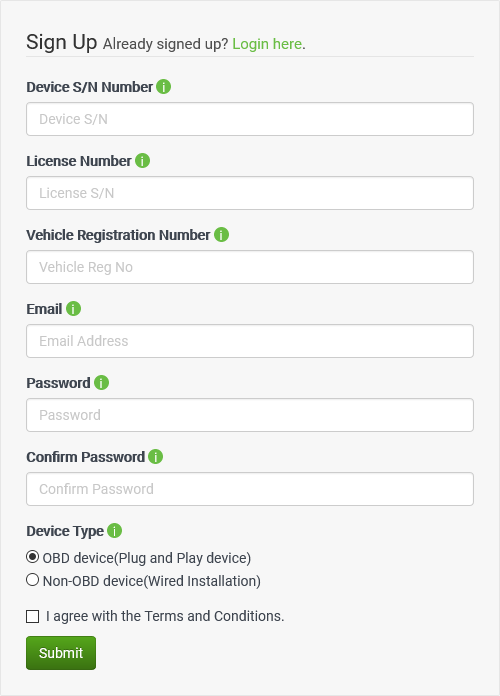 Sign Up Already signed up? Login here.
Device S/N Number i
Device S/N
License Number i
License S/N
Vehicle Registration Number i
Vehicle Reg No
Email i
Email Address
Password i
Password
Confirm Password i
Confirm Password
Device Type i
OBD device(Plug and Play device)
Non-OBD device(Wired Installation)
I agree with the Terms and Conditions.
Submit